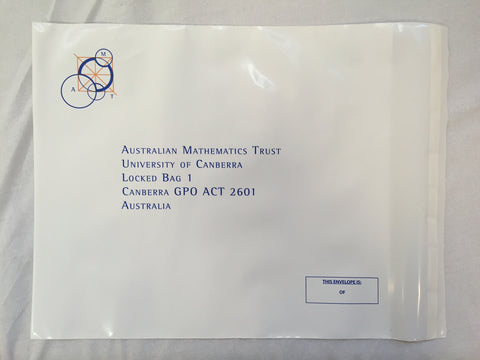 M
A
T
AUSTRALIAN MATHEMATICS TRUST
UNIVERSITY OF CANBERRA
LOCKED BAG 1
CANBERRA GPO ACT 2601
AUSTRALIA
THIS ENVELOPE IS:
OF